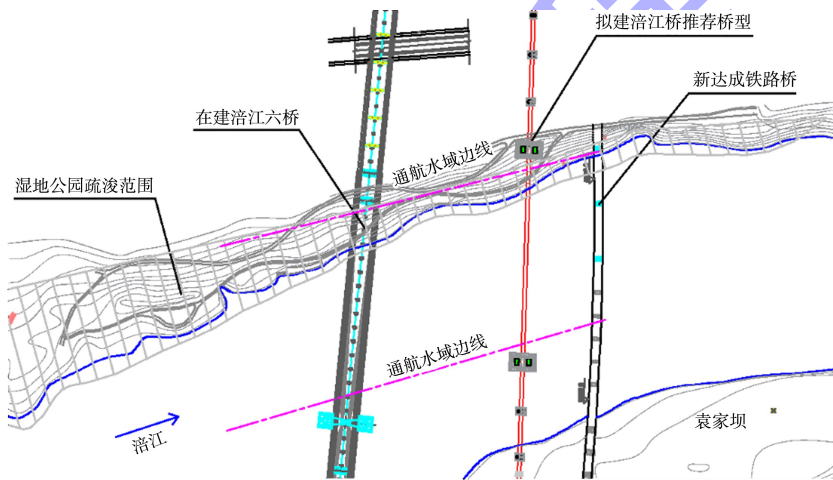 拟建涪江桥推荐桥型
新达成铁路桥
在建涪江六桥
通航水域边线
湿地公园疏浚范围
通航水域边线
涪江
袁家坝